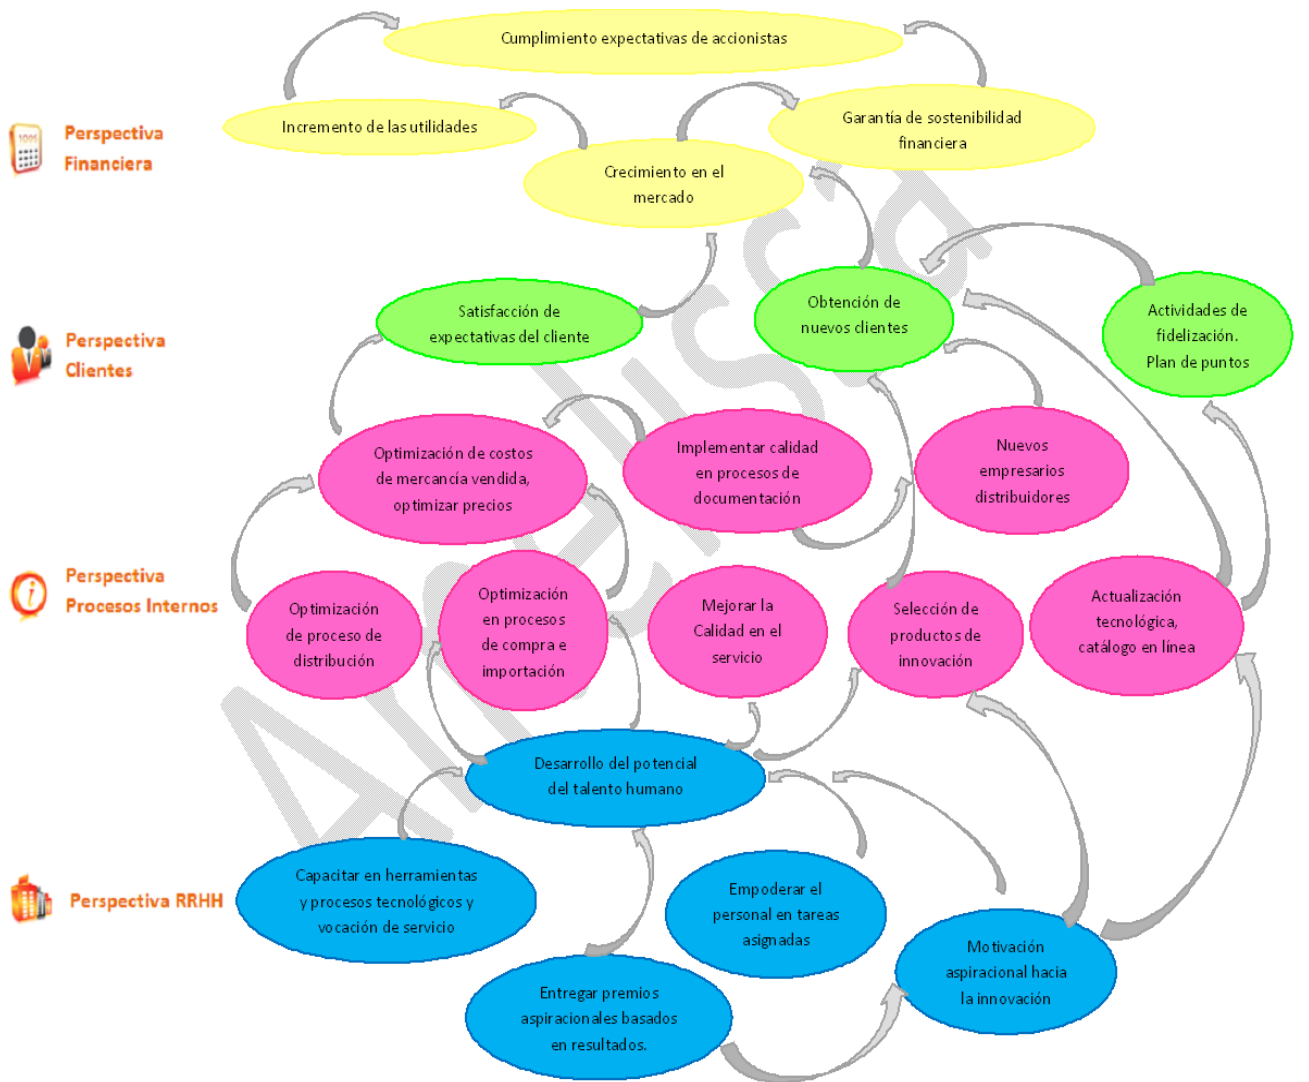 Cumplimiento expectativas de accionistas
Perspectiva
Financiera
Incremento de las utilidades
Garantía de sostenibilidad
financiera
Crecimiento en el
mercado
Perspectiva
Clientes
Satisfacción de
expectativas del cliente
Obtención de
nuevos clientes
Actividades de
fidelización.
Plan de puntos
Optimización de costos
de mercancía vendida,
optimizar precios
Implementar calidad
en procesos de
documentación
Nuevos
empresarios
distribuidores
Perspectiva
Procesos Internos
Optimización
de proceso de
distribución
Optimización
en procesos
de compra e
importación
Mejorar la
Calidad en el
servicio
Selección de
productos de
innovación
Actualización
tecnológica,
catálogo en línea
Desarrollo del potencial
del talento humano
Perspectiva RRHH
Capacitar en herramientas
y procesos tecnológicos y
vocación de servicio
Empoderar el
personal en tareas
asignadas
Motivación
aspiracional hacia
la innovación
Entregar premios
aspiracionales basados
en resultados.